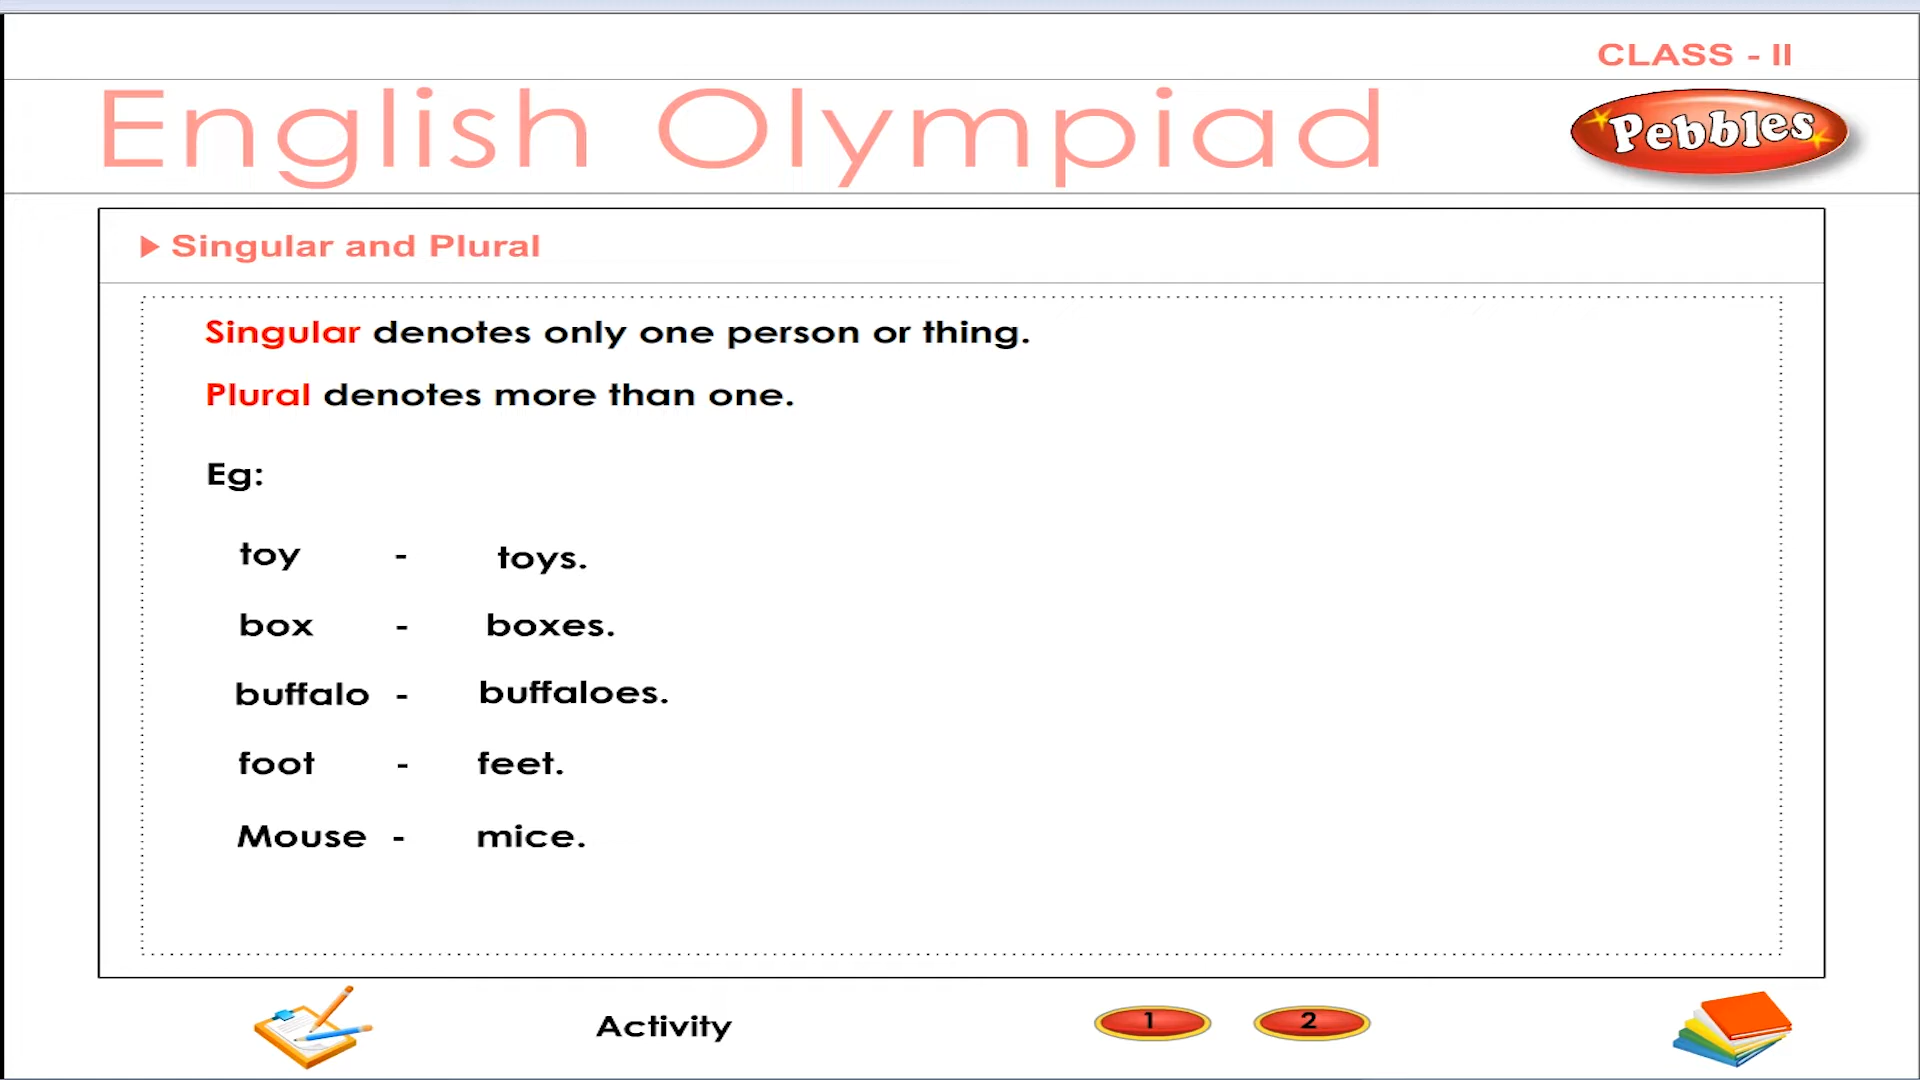 CLASS - II
English Olympiad
Pebbles
Singular and Plural
Singular denotes only one person or thing.
Plural denotes more than one.
Eg:
toy - toys.
box - boxes.
buffalo - buffaloes.
foot - feet.
Mouse - mice.
Activity 1 2